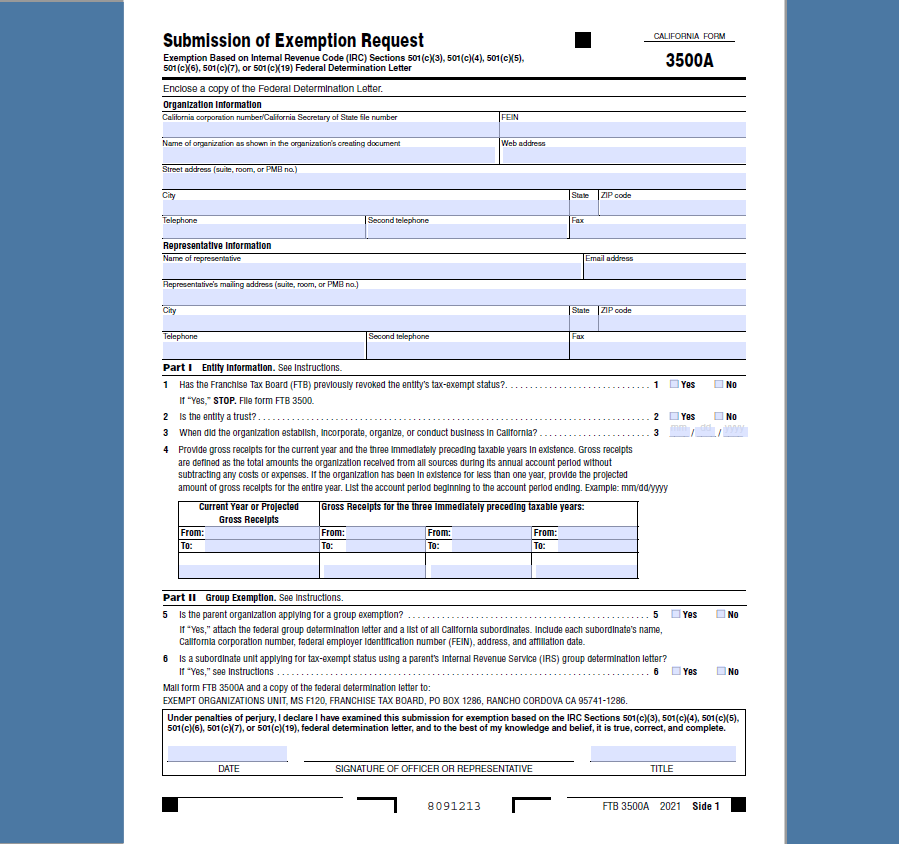 Submission of Exemption Request
CALIFORNIA FORM
Exemption Based on Internal Revenue Code (IRC) Sections 501(c)(3), 501(c)(4), 501(c)(5),
501(c)(6), 501(c)(7), or 501(c)(19) Federal Determination Letter
3500A
Enclose a copy of the Federal Determination Letter.
Organization Information
California corporation number/California Secretary of State file number FEIN
Name of organization as shown in the organization's creating document Web address
Street address (suite, room, or PMB no.)
City State ZIP code
Telephone Second telephone Fax
Representative Information
Name of representative Email address
Representative's mailing address (suite, room, or PMB no.)
City State ZIP code
Telephone Second telephone Fax
Part I Entity Information. See instructions.
1 Has the Franchise Tax Board (FTB) previously revoked the entity's tax-exempt status?. . . . . . . . . . . . . . . . . . . . . . . . . . . . . 1 Yes No
If "Yes," STOP. File form FTB 3500.
2 Is the entity a trust? . . . . . . . . . . . . . . . . . . . . . . . . . . . . . . . . . . . . . . . . . . . . . . . . . . . . . . . . . . . . . . . . . . . . . . 2 Yes No
3 When did the organization establish, incorporate, organize, or conduct business in California? . . . . . . . . . . . . . . . . . . . . . . 3 mm / dd / yyyy
4 Provide gross receipts for the current year and the three immediately preceding taxable years in existence. Gross receipts
are defined as the total amounts the organization received from all sources during its annual account period without
subtracting any costs or expenses. If the organization has been in existence for less than one year, provide the projected
amount of gross receipts for the entire year. List the account period beginning to the account period ending. Example: mm/dd/yyyy
Current Year or Projected Gross Receipts for the three immediately preceding taxable years:
Gross Receipts
From: From: From: From:
To: To: To: To:
Part II Group Exemption. See instructions.
5 Is the parent organization applying for a group exemption? . . . . . . . . . . . . . . . . . . . . . . . . . . . . . . . . . . . . . . . . . . . . . . . 5 Yes No
If "Yes," attach the federal group determination letter and a list of all California subordinates. Include each subordinate's name,
California corporation number, federal employer identification number (FEIN), address, and affiliation date.
6 Is a subordinate unit applying for tax-exempt status using a parent's Internal Revenue Service (IRS) group determination letter?
If "Yes," see instructions . . . . . . . . . . . . . . . . . . . . . . . . . . . . . . . . . . . . . . . . . . . . . . . . . . . . . . . . . . . . . . . . . . . 6 Yes No
Mail form FTB 3500A and a copy of the federal determination letter to:
EXEMPT ORGANIZATIONS UNIT, MS F120, FRANCHISE TAX BOARD, PO BOX 1286, RANCHO CORDOVA CA 95741-1286.
Under penalties of perjury, I declare I have examined this submission for exemption based on the IRC Sections 501(c)(3), 501(c)(4), 501(c)(5),
501(c)(6), 501(c)(7), or 501(c)(19), federal determination letter, and to the best of my knowledge and belief, it is true, correct, and complete.
DATE SIGNATURE OF OFFICER OR REPRESENTATIVE TITLE
8091213 FTB 3500A 2021 Side 1